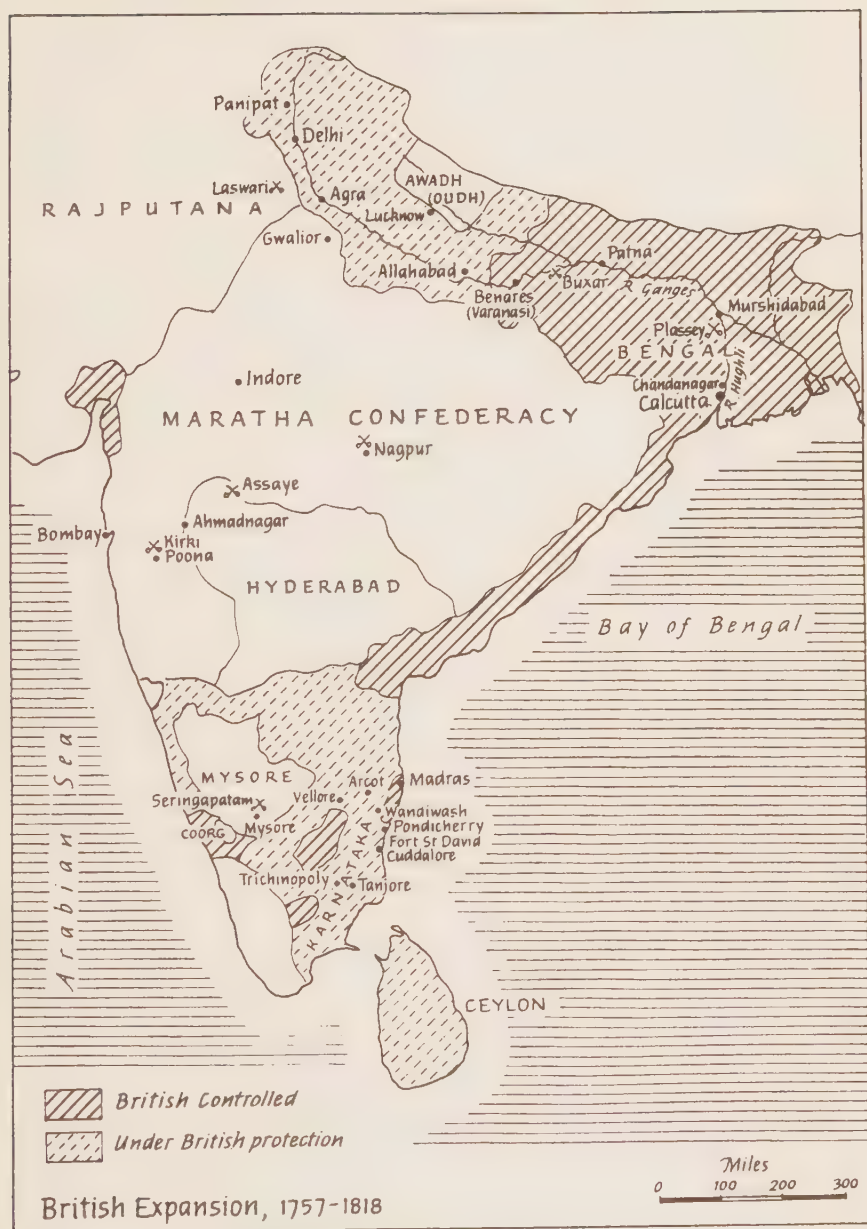 Panipat
Delhi
Laswari
Agra
RAJPUTANA
AWADH
(OUDH)
Lucknow
Gwalior
Allahabad
Benares
(Varanasi)
Buxar
Patna
R Ganges
Murshidabad
Plassey
BENGAL
Chandanagar
Calcutta
R. Hughli
Indore
MARATHA CONFEDERACY
Nagpur
Assaye
Ahmadnagar
Bombay
Kirki
Poona
HYDERABAD
Bay of Bengal
Arabian Sea
MYSORE
Seringapatam
Mysore
COORG
Arcot
Madras
Vellore
Wandiwash
Pondicherry
Fort St David
Cuddalore
Trichinopoly
Tanjore
KARNATAKA
CEYLON
British Controlled
Under British protection
British Expansion, 1757-1818
Miles
0 100 200 300